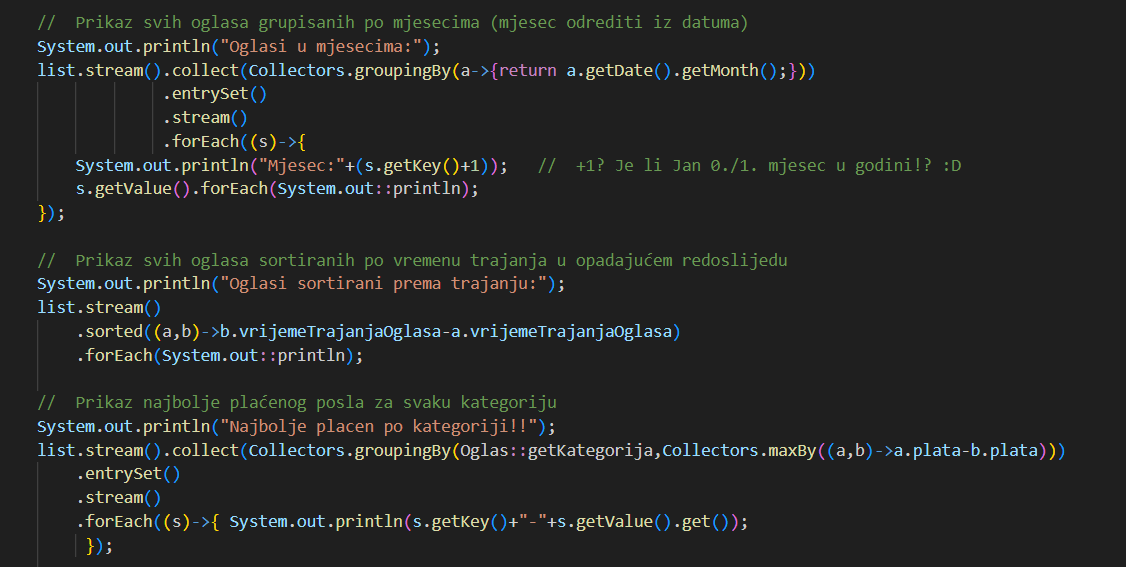 //  Prikaz svih oglasa grupisanih po mjesecima (mjesec odrediti iz datuma)
System.out.println("Oglasi u mjesecima:");
list.stream().collect(Collectors.groupingBy(a->{return a.getDate().getMonth();}))
            .entrySet()
            .stream()
            .forEach((s)->{
    System.out.println("Mjesec:"+(s.getKey()+1));   //  +1? Je li Jan 0./1. mjesec u godini!? :D
    s.getValue().forEach(System.out::println);
});
//  Prikaz svih oglasa sortiranih po vremenu trajanja u opadajućem redoslijedu
System.out.println("Oglasi sortirani prema trajanju:");
list.stream()
    .sorted((a,b)->b.vrijemeTrajanjaOglasa-a.vrijemeTrajanjaOglasa)
    .forEach(System.out::println);
//  Prikaz najbolje plaćenog posla za svaku kategoriju
System.out.println("Najbolje placen po kategoriji!!");
list.stream().collect(Collectors.groupingBy(Oglas::getKategorija,Collectors.maxBy((a,b)->a.plata-b.plata)))
    .entrySet()
    .stream()
    .forEach((s)->{ System.out.println(s.getKey()+"-"+s.getValue().get());
     });